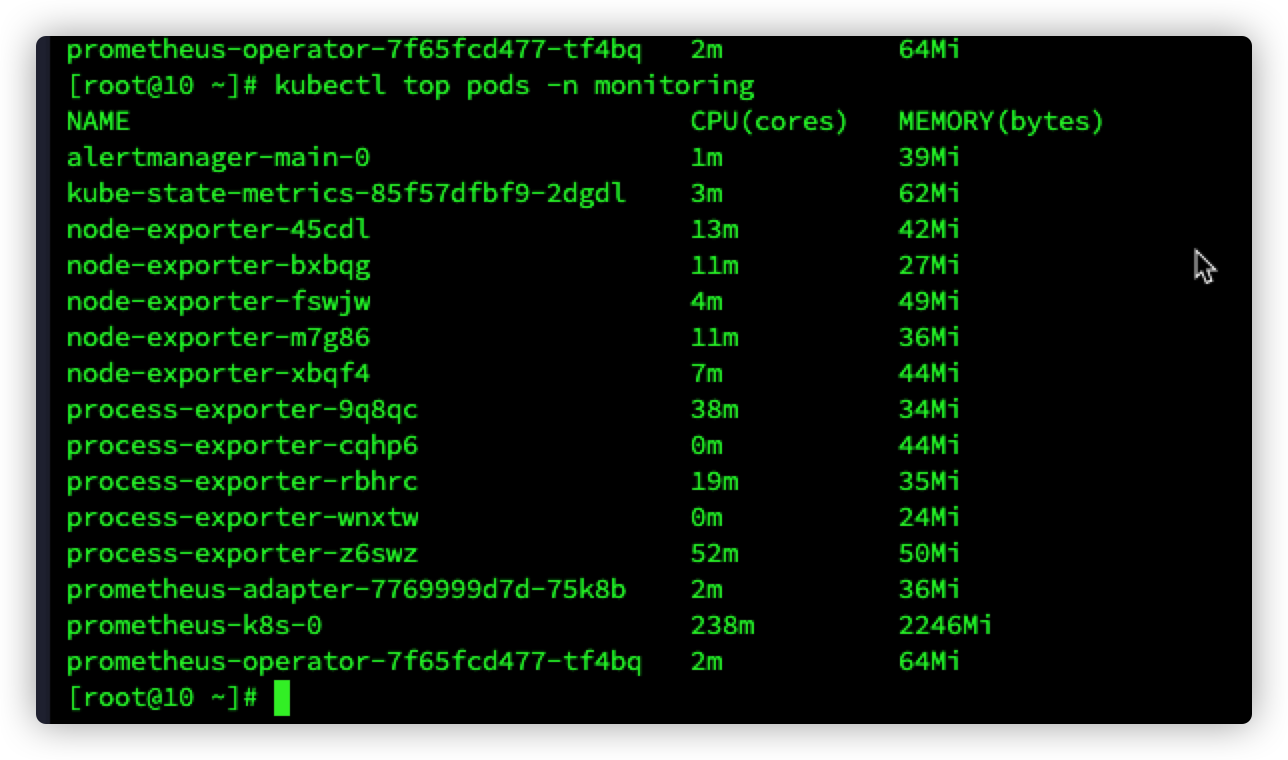 prometheus-operator-7f65fcd477-tf4bq   2m           64Mi
[root@10 ~]# kubectl top pods -n monitoring
NAME                                   CPU(cores)   MEMORY(bytes)
alertmanager-main-0                    1m           39Mi
kube-state-metrics-85f57dfbf9-2dgdl    3m           62Mi
node-exporter-45cdl                    13m          42Mi
node-exporter-bxbqg                    11m          27Mi
node-exporter-fswjw                    4m           49Mi
node-exporter-m7g86                    11m          36Mi
node-exporter-xbqf4                    7m           44Mi
process-exporter-9q8qc                 38m          34Mi
process-exporter-cqhp6                 0m           44Mi
process-exporter-rbhrc                 19m          35Mi
process-exporter-wnxtw                 0m           24Mi
process-exporter-z6swz                 52m          50Mi
prometheus-adapter-7769999d7d-75k8b    2m           36Mi
prometheus-k8s-0                       238m         2246Mi
prometheus-operator-7f65fcd477-tf4bq   2m           64Mi
[root@10 ~]#